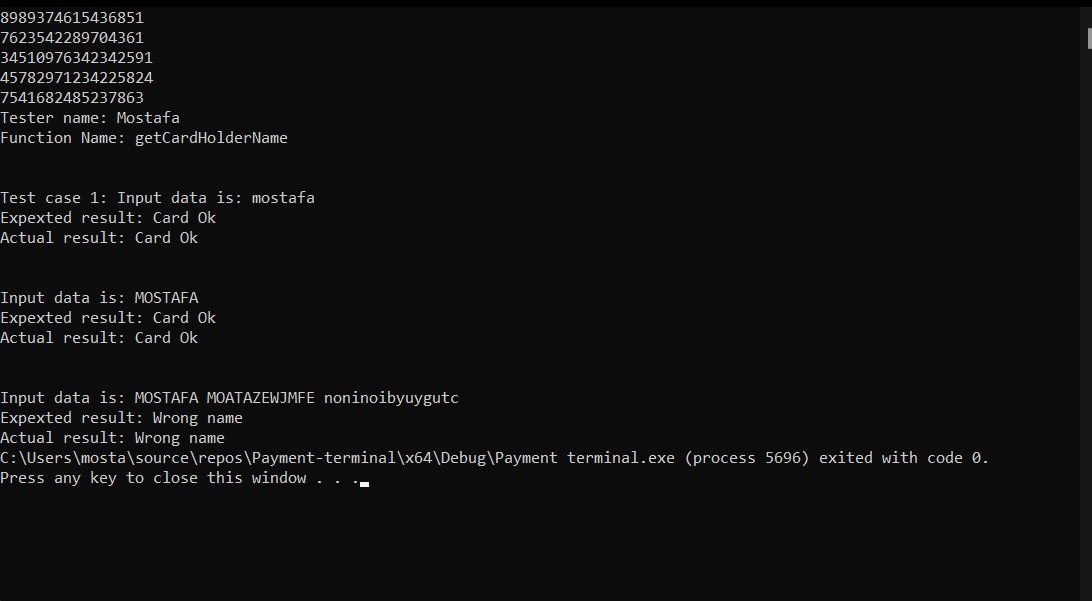 8989374615436851
7623542289704361
34510976342342591
45782971234225824
7541682485237863
Tester name: Mostafa
Function Name: getCardHolderName
Test case 1: Input data is: mostafa
Expexted result: Card Ok
Actual result: Card Ok
Input data is: MOSTAFA
Expexted result: Card Ok
Actual result: Card Ok
Input data is: MOSTAFA MOATAZEWJMFE noninoibyuygutc
Expexted result: Wrong name
Actual result: Wrong name
C:\Users\mosta\source\repos\Payment-terminal\x64\Debug\Payment terminal.exe (process 5696) exited with code 0.
Press any key to close this window . . .